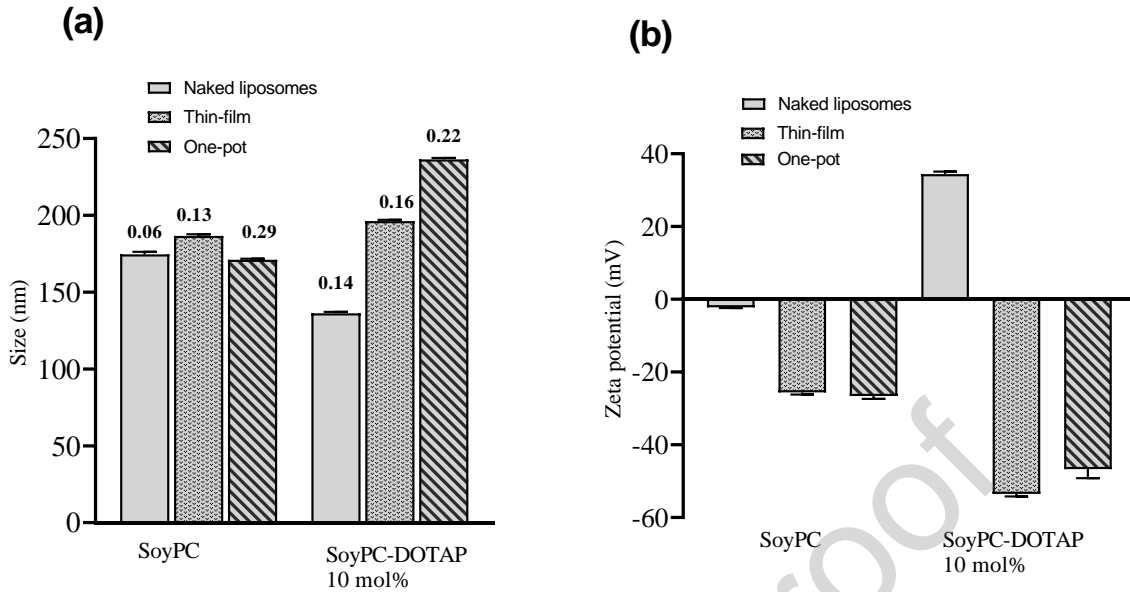 (a)
Naked liposomes
Thin-film
One-pot
250
200
150
100
50
0
Size (nm)
0.06
0.13
0.29
0.14
0.16
0.22
SoyPC
SoyPC-DOTAP
10 mol%
(b)
Naked liposomes
Thin-film
One-pot
40
20
0
-20
-40
-60
Zeta potential (mV)
SoyPC
SoyPC-DOTAP
10 mol%
roof